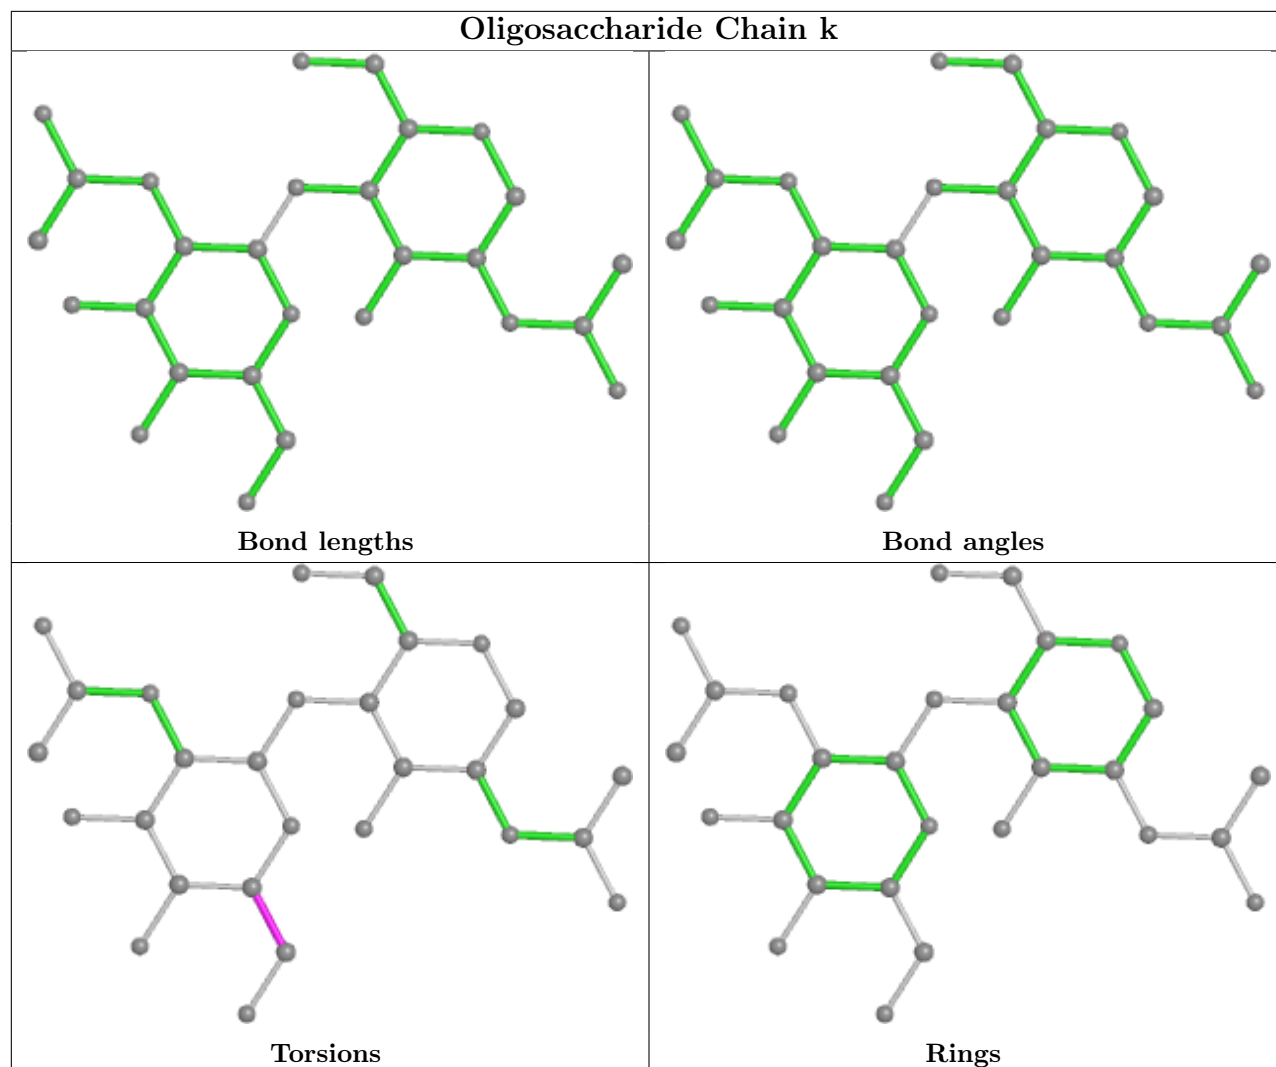 Oligosaccharide Chain k
Bond lengths
Bond angles
Torsions
Rings